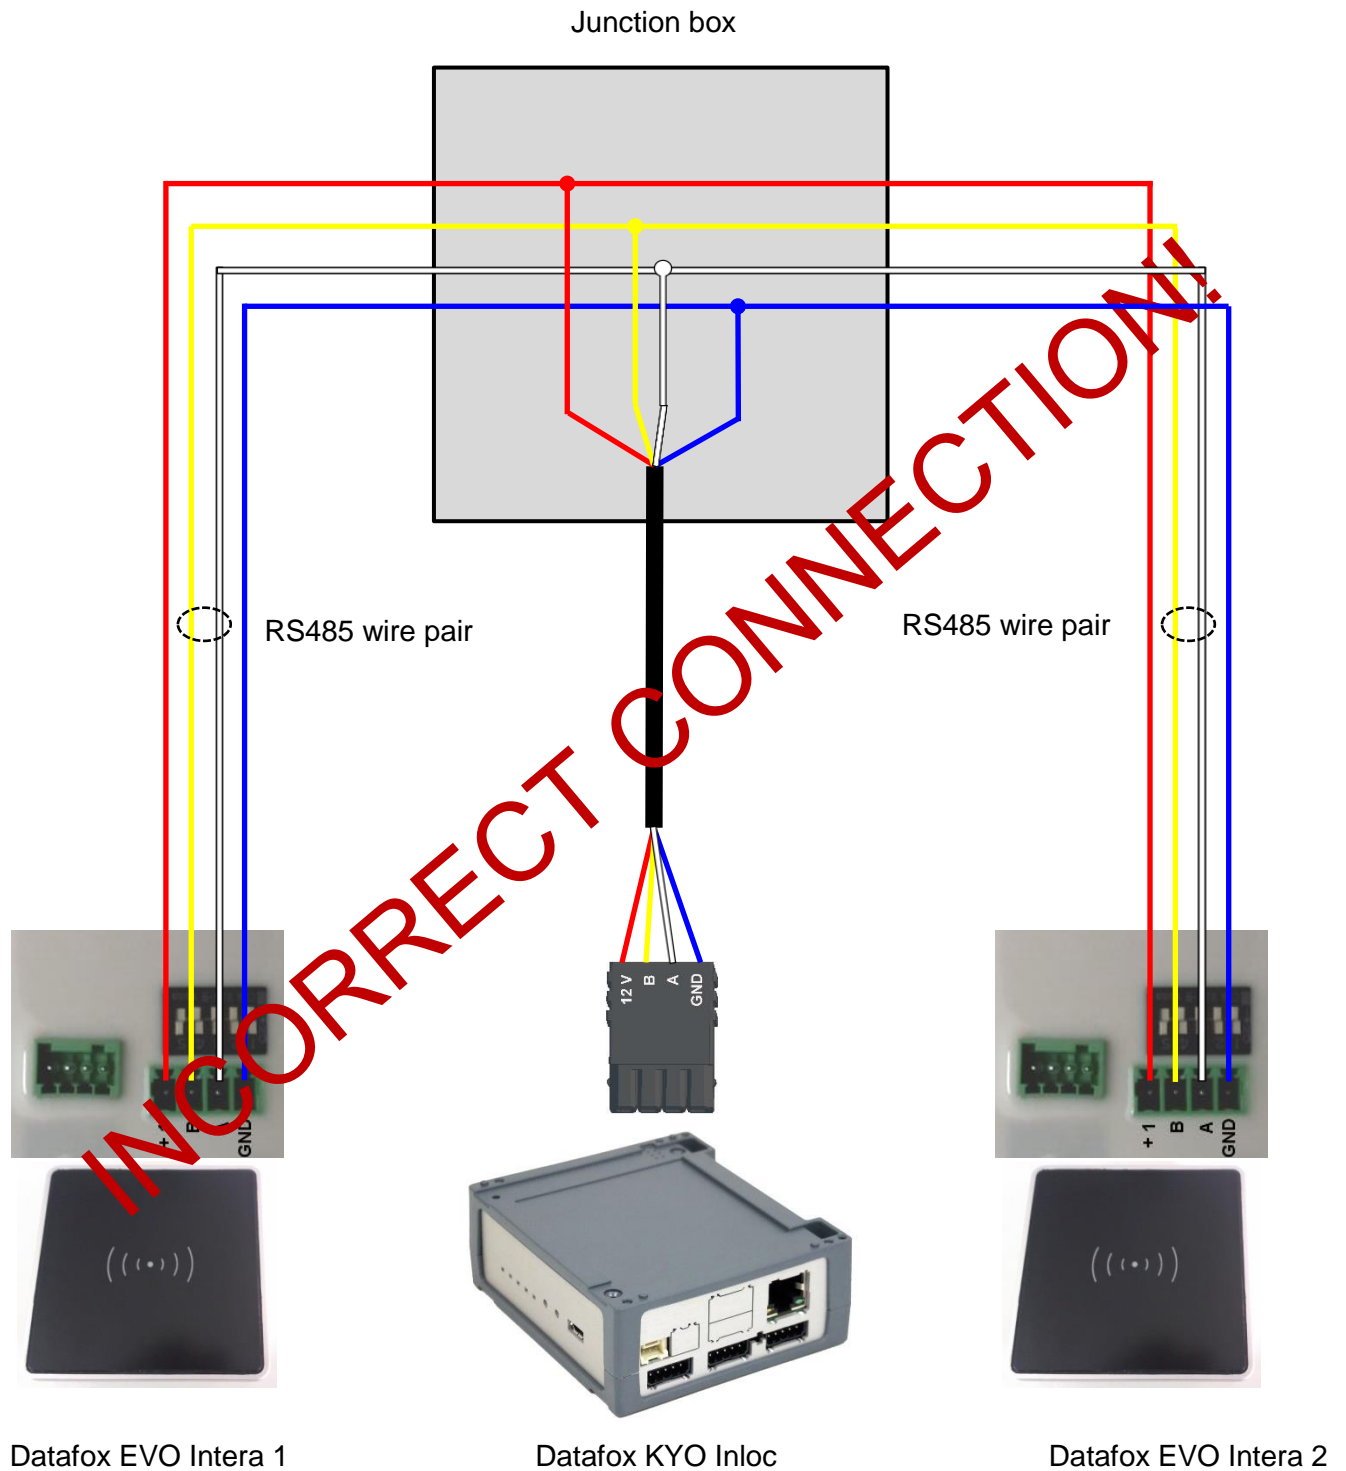 Junction box
INCORRECT CONNECTION!
RS485 wire pair
RS485 wire pair
12 V
B
A
GND
+ 1
B
A
GND
+ 1
B
A
GND
Datafox EVO Intera 1
Datafox KYO Inloc
Datafox EVO Intera 2